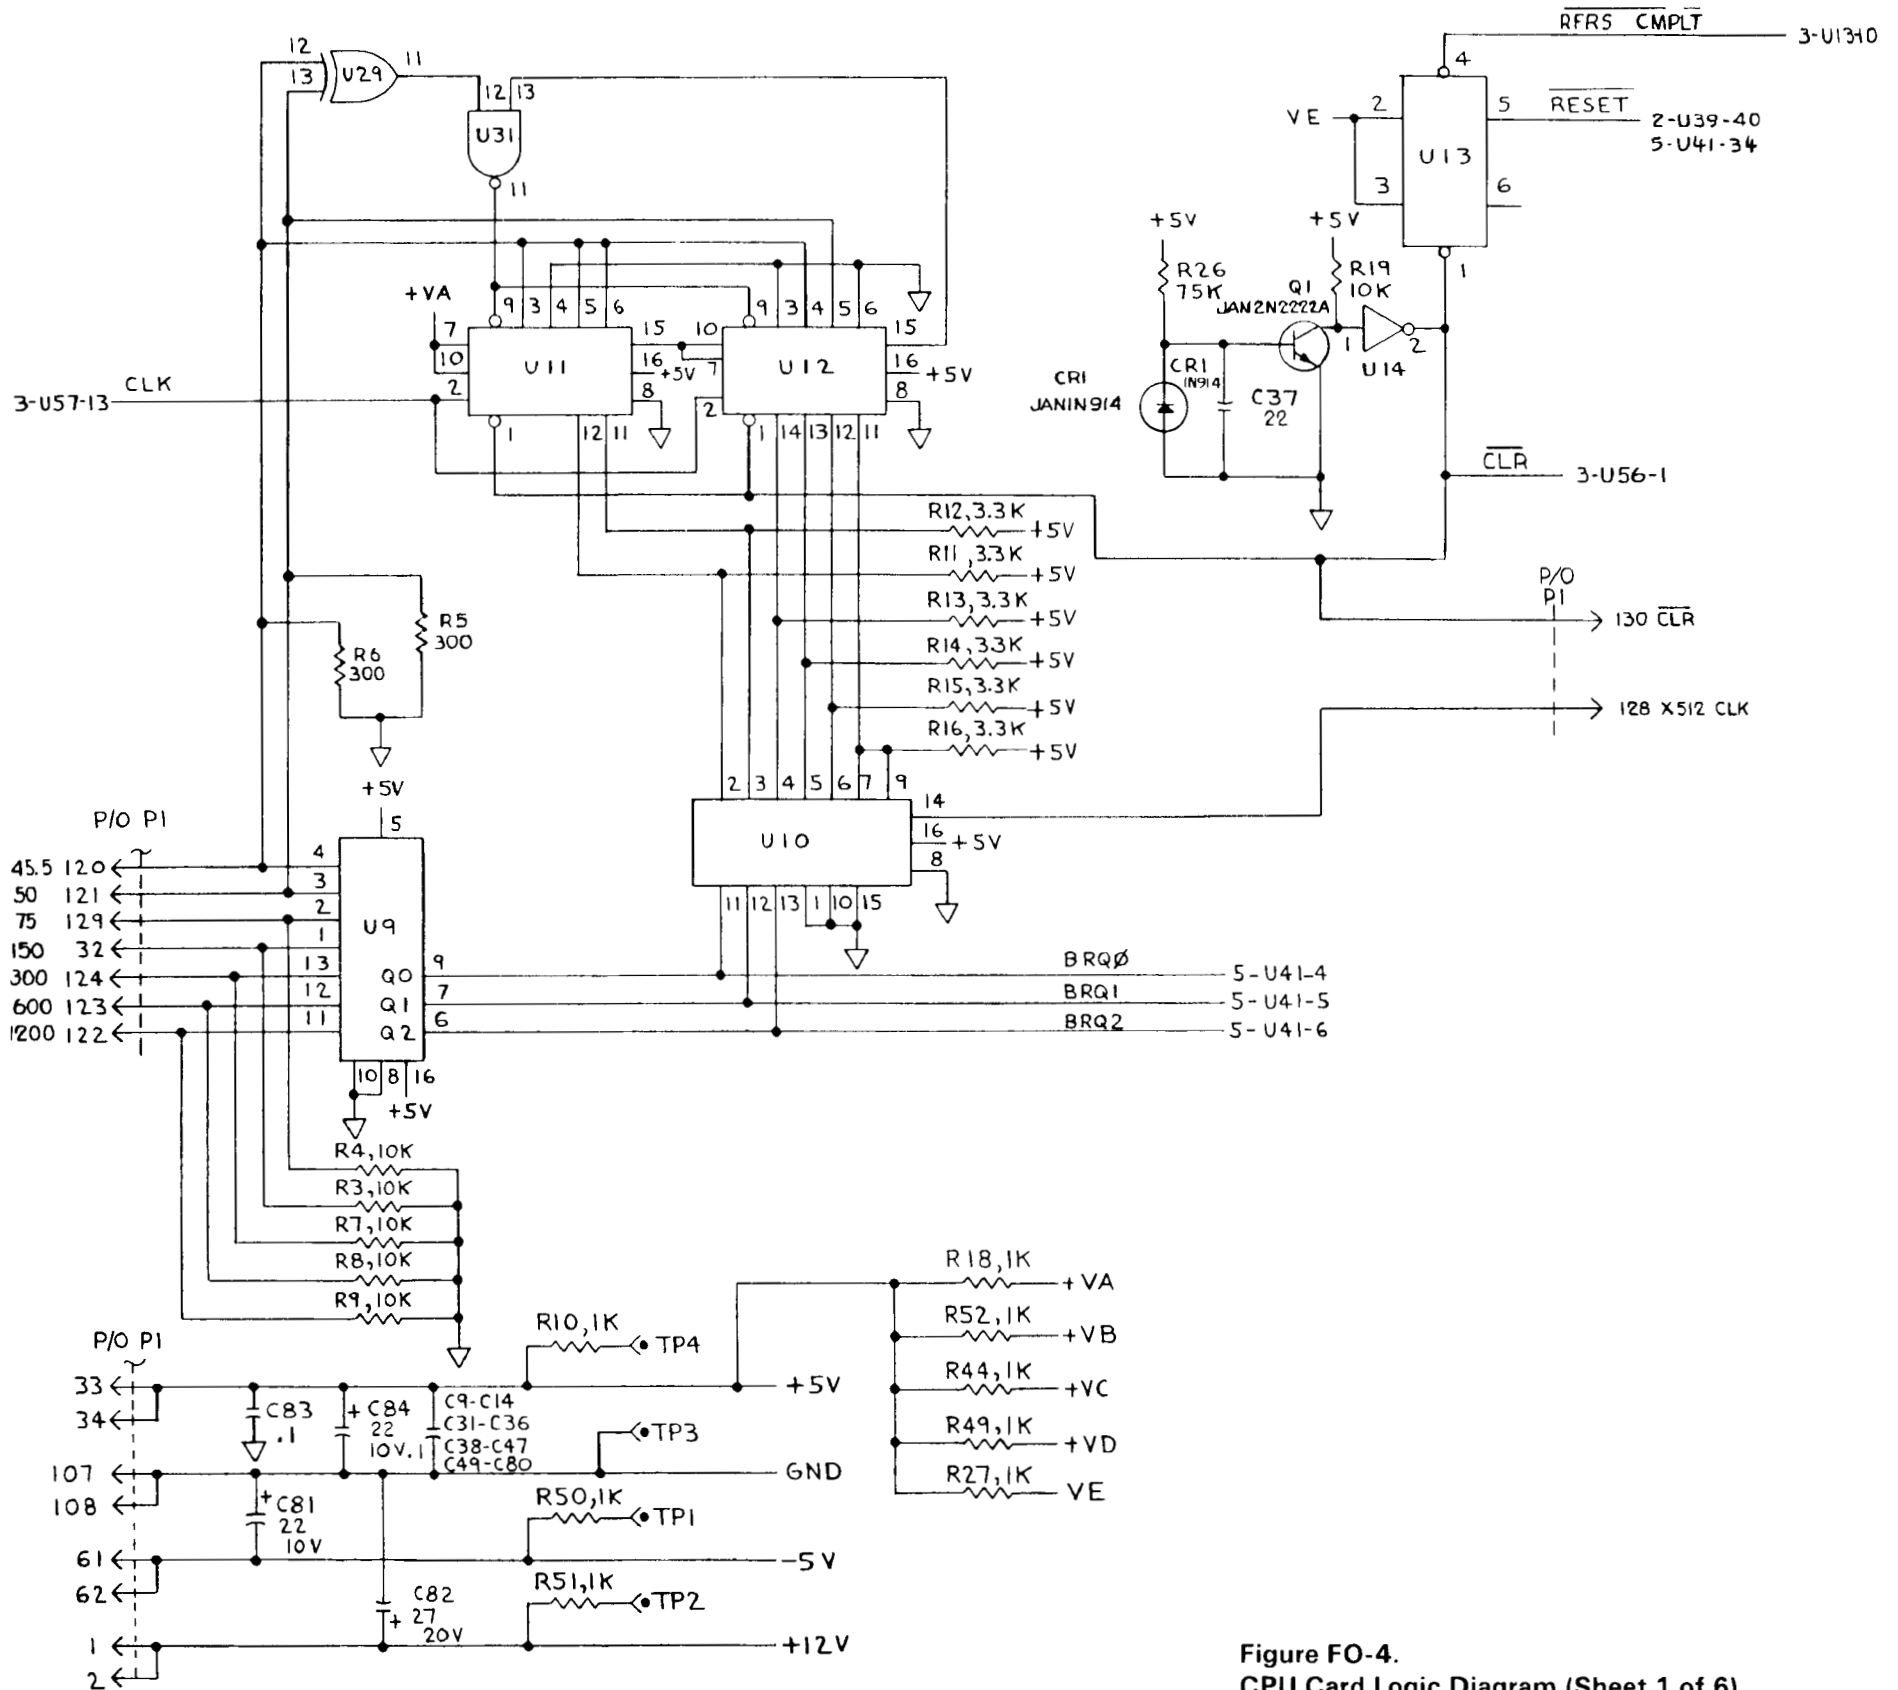 RFRS CMPLT
3-U13-10
12
13
U29
11
12 13
U31
11
4
VE
2
3
U13
5
6
1
RESET
2-U39-40
5-U41-34
+5V
R26
75K
+5V
R19
10K
Q1
JAN2N2222A
1
2
U14
CR1
JAN1N914
CR1
1N914
C37
22
CLR
3-U56-1
+VA
9 3 4 5 6
7
10
2
U11
15
16
+5V
8
1
12 11
3-U57-13
CLK
9 3 4 5 6
10
7
2
U12
15
16
+5V
8
1 14 13 12 11
R12, 3.3K
+5V
R11, 3.3K
+5V
R13, 3.3K
+5V
R14, 3.3K
+5V
R15, 3.3K
+5V
R16, 3.3K
+5V
P/O
P1
130 CLR
128 X512 CLK
R5
300
R6
300
2 3 4 5 6 7 9
U10
14
16
+5V
8
11 12 13 1 10 15
+5V
5
P/O P1
45.5 120
50 121
75 129
150 32
300 124
600 123
1200 122
4
3
2
1
13
12
11
U9
Q0
Q1
Q2
9
7
6
10 8 16
+5V
BRQØ
5-U41-4
BRQ1
5-U41-5
BRQ2
5-U41-6
R4, 10K
R3, 10K
R7, 10K
R8, 10K
R9, 10K
P/O P1
33
34
107
108
61
62
1
2
C83
.1
C84
22
10V
.1
C9-C14
C31-C36
C38-C47
C49-C80
+
R10, 1K
TP4
+5V
TP3
GND
+
C81
22
10V
R50, 1K
TP1
-5V
C82
+ 27
20V
R51, 1K
TP2
+12V
R18, 1K
+VA
R52, 1K
+VB
R44, 1K
+VC
R49, 1K
+VD
R27, 1K
VE
Figure FO-4.
CPU Card Logic Diagram (Sheet 1 of 6)